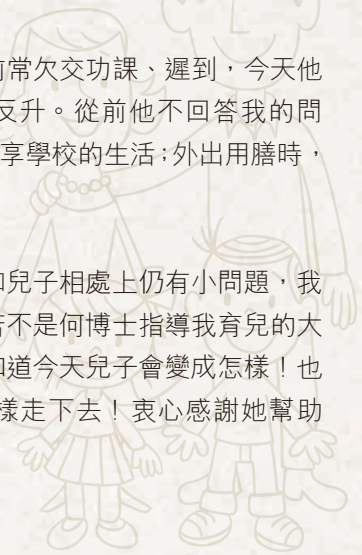 前常欠交功課、遲到，今天他
反升。從前他不回答我的問
享學校的生活；外出用膳時，
和兒子相處上仍有小問題，我
若不是何博士指導我育兒的大
知道今天兒子會變成怎樣！也
樣走下去！衷心感謝她幫助